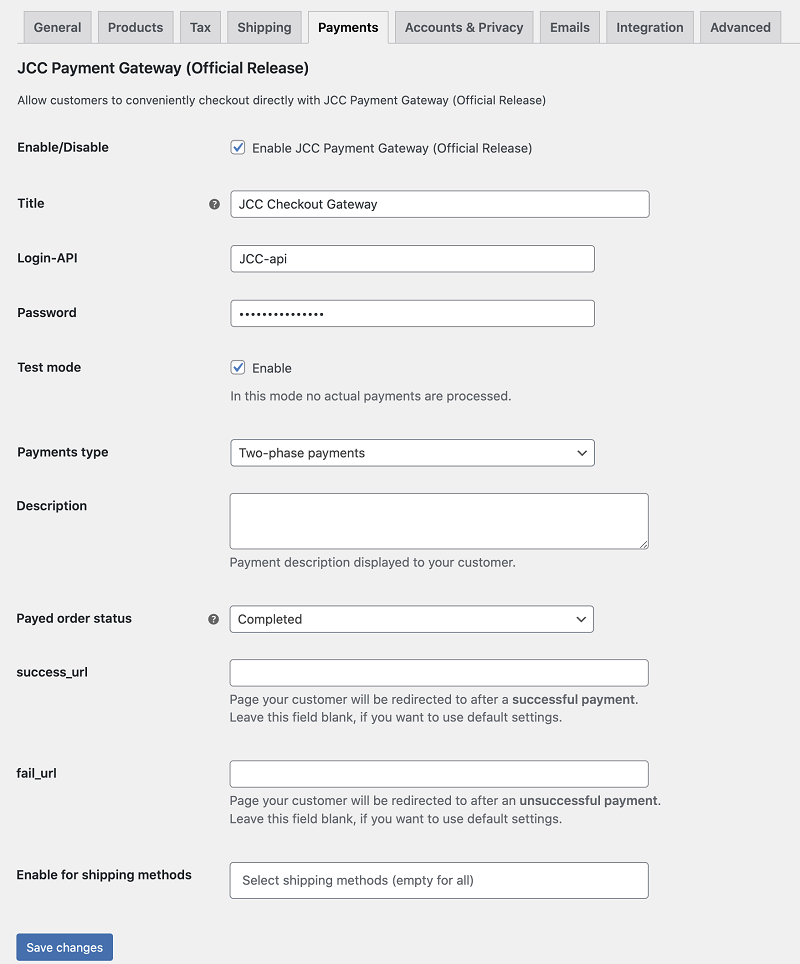 General Products Tax Shipping Payments Accounts & Privacy Emails Integration Advanced
JCC Payment Gateway (Official Release)
Allow customers to conveniently checkout directly with JCC Payment Gateway (Official Release)
Enable/Disable Enable JCC Payment Gateway (Official Release)
Title ? JCC Checkout Gateway
Login-API JCC-api
Password •••••••••••••••
Test mode Enable
In this mode no actual payments are processed.
Payments type Two-phase payments
Description
Payment description displayed to your customer.
Payed order status ? Completed
success_url
Page your customer will be redirected to after a successful payment.
Leave this field blank, if you want to use default settings.
fail_url
Page your customer will be redirected to after an unsuccessful payment.
Leave this field blank, if you want to use default settings.
Enable for shipping methods Select shipping methods (empty for all)
Save changes